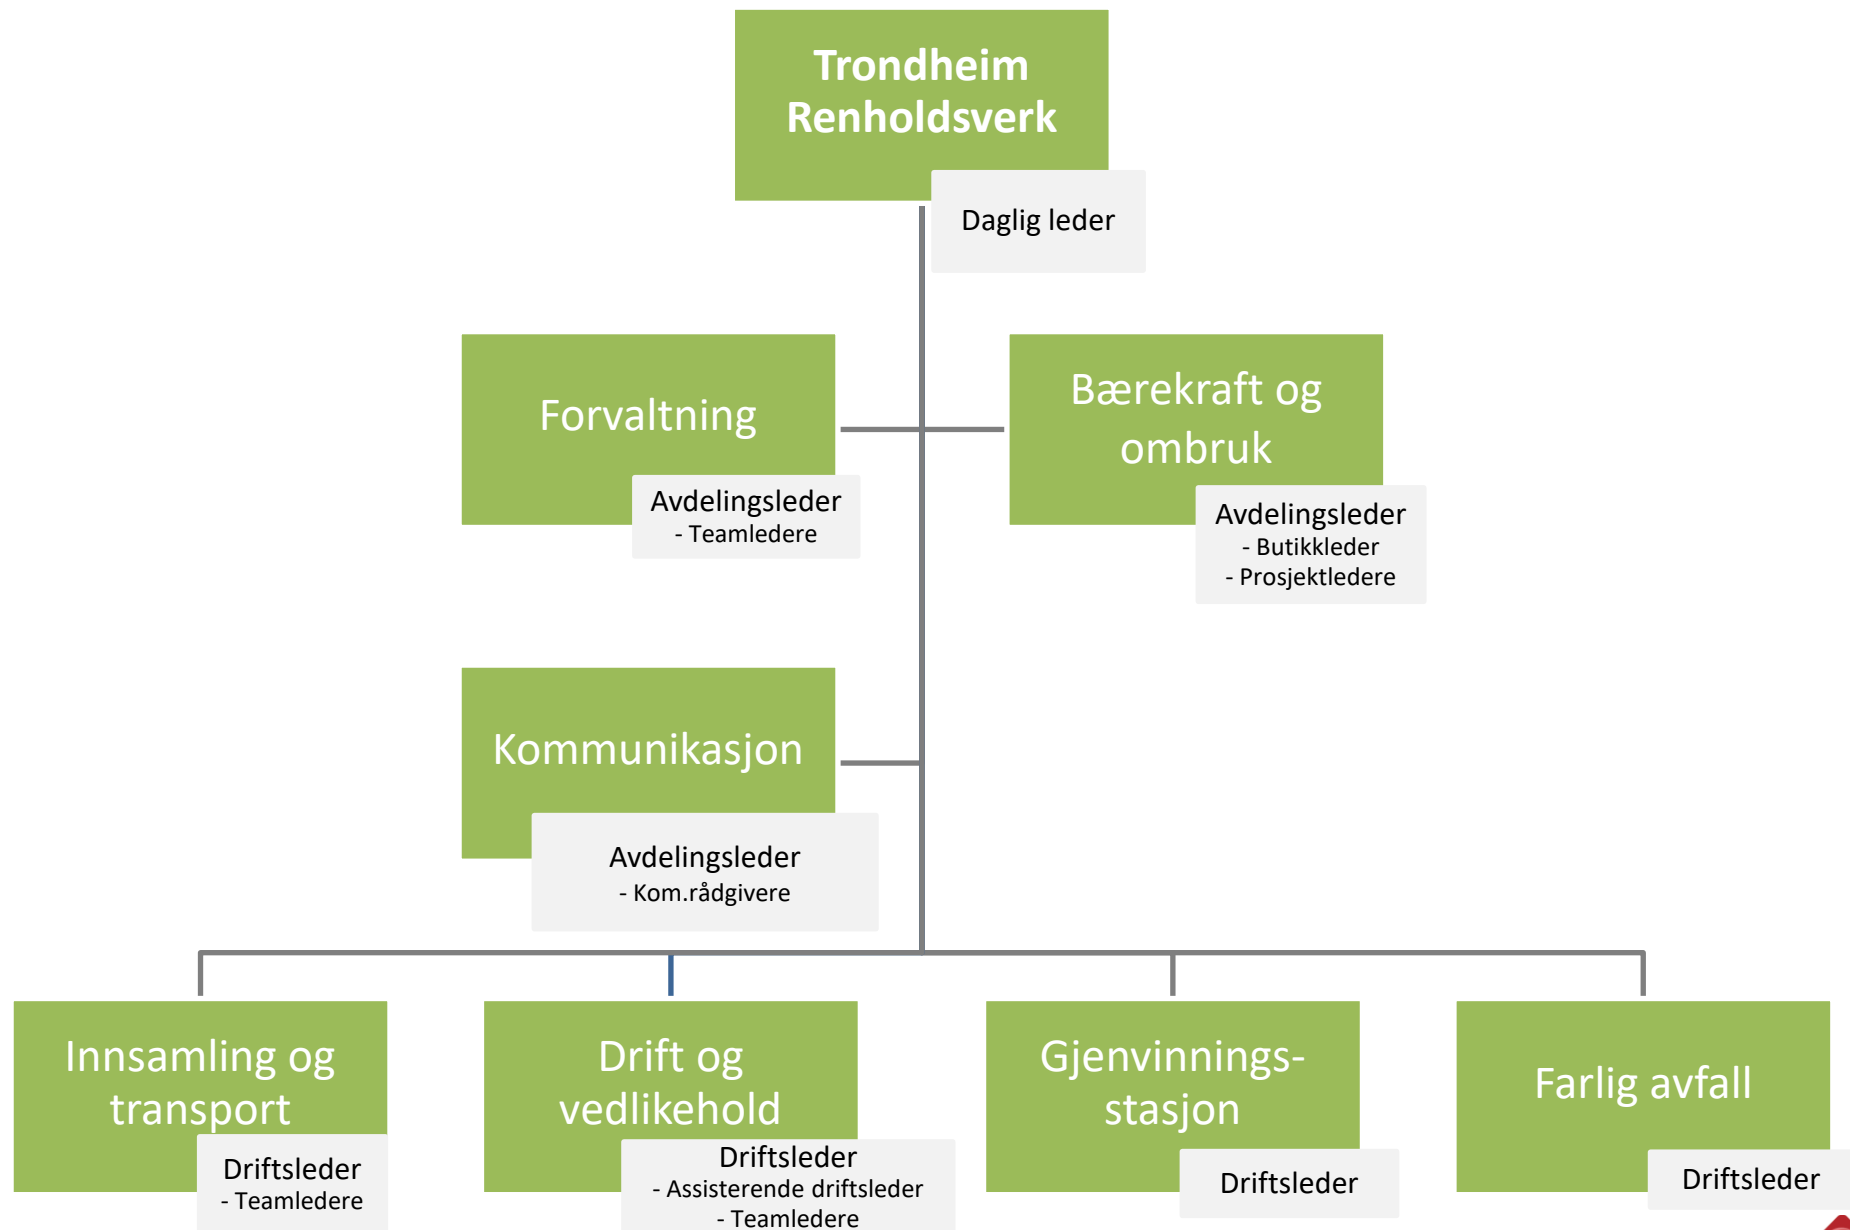 Trondheim
Renholdsverk
Daglig leder
Forvaltning
Avdelingsleder
- Teamledere
Bærekraft og
ombruk
Avdelingsleder
- Butikkleder
- Prosjektledere
Kommunikasjon
Avdelingsleder
- Kom.rådgivere
Innsamling og
transport
Driftsleder
- Teamledere
Drift og
vedlikehold
Driftsleder
- Assisterende driftsleder
- Teamledere
Gjenvinnings-
stasjon
Driftsleder
Farlig avfall
Driftsleder